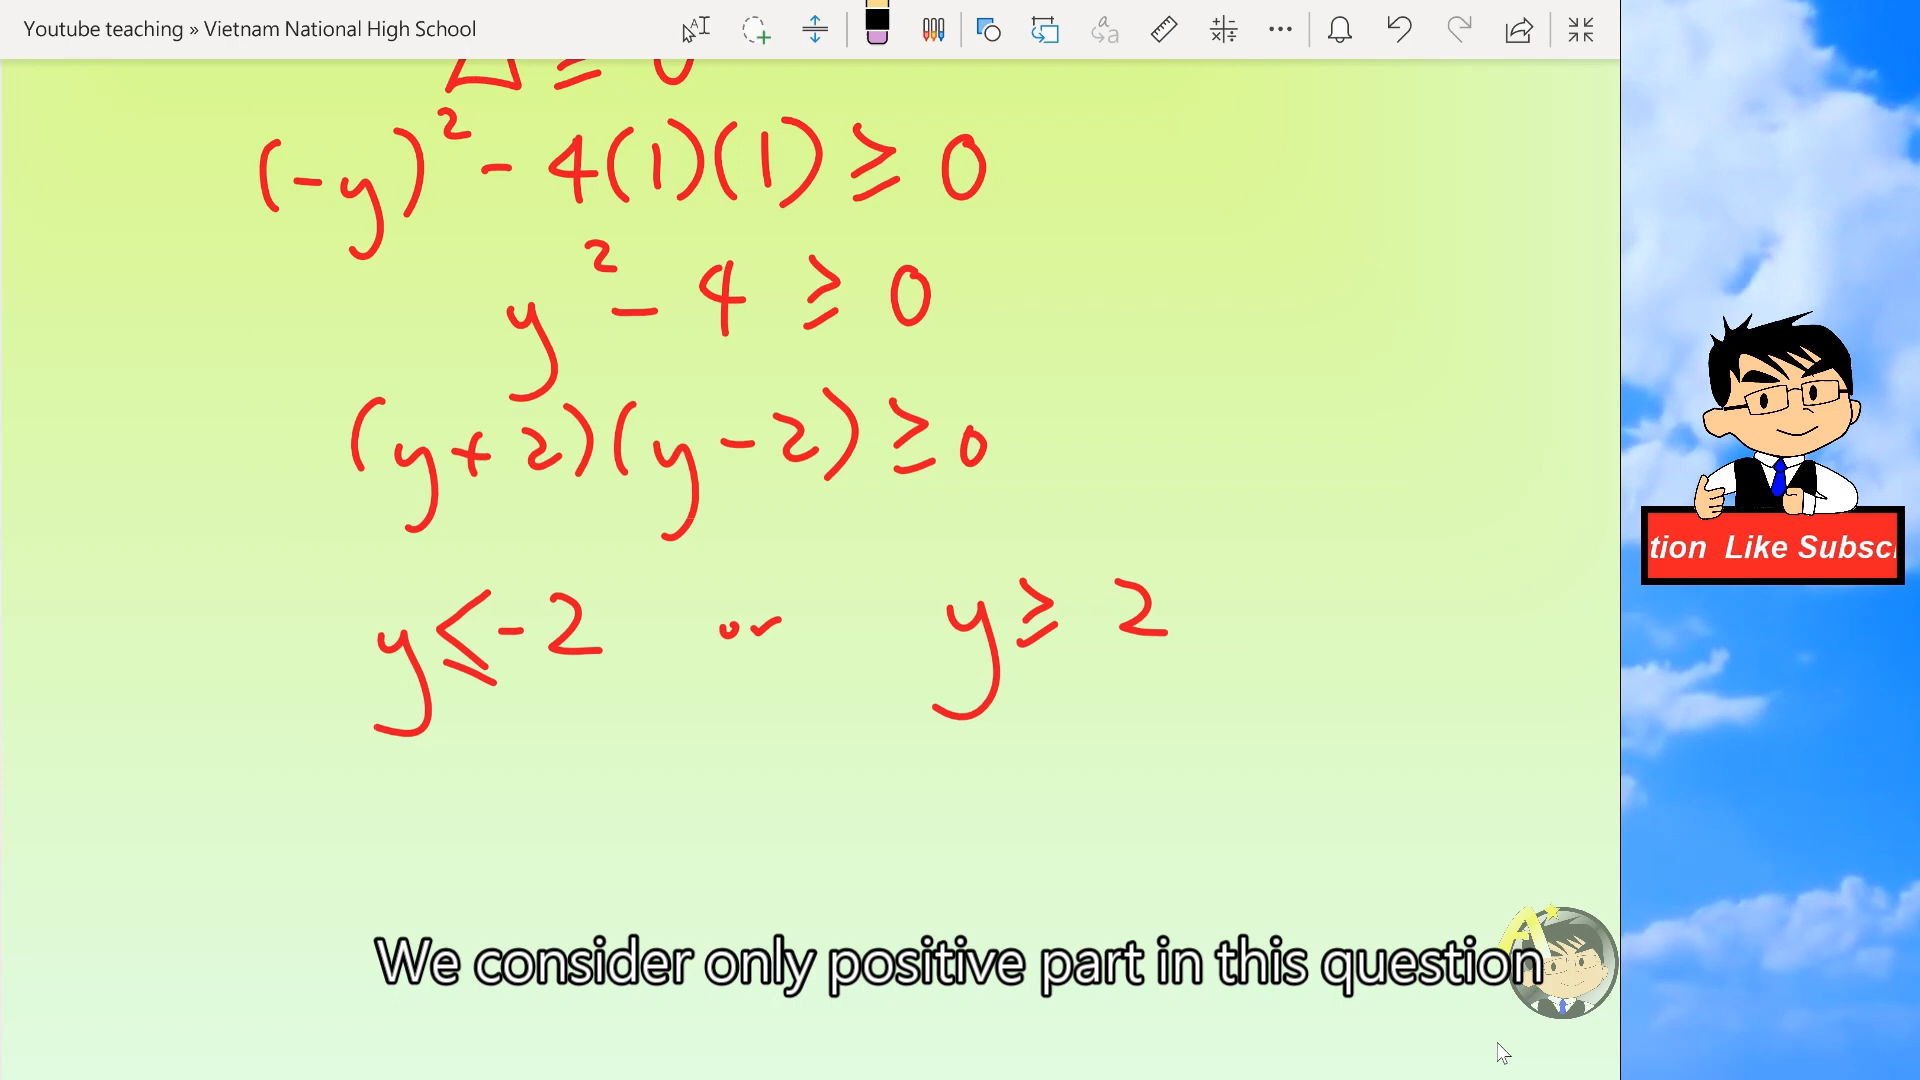 Youtube teaching » Vietnam National High School
Δ ≥ 0
(-y)² - 4(1)(1) ≥ 0
y² - 4 ≥ 0
(y+2)(y-2) ≥ 0
y ≤ -2 or y ≥ 2
tion Like Subsc
We consider only positive part in this question